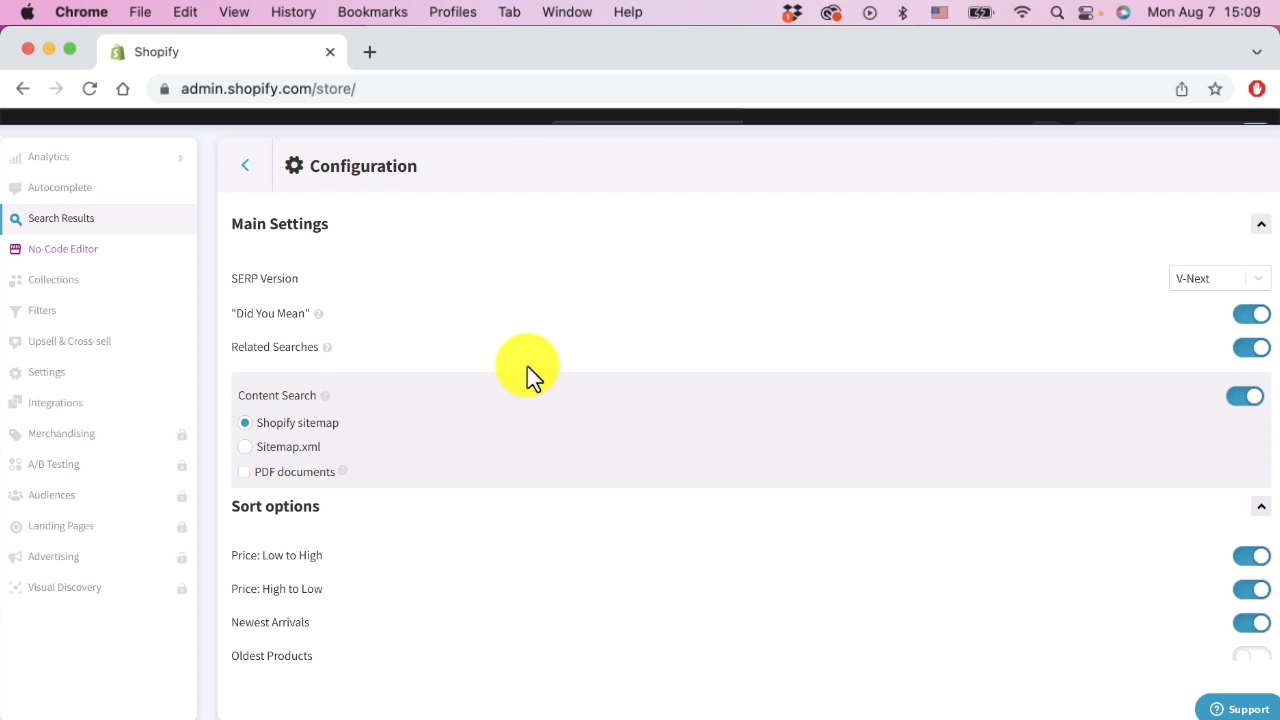 Chrome File Edit View History Bookmarks Profiles Tab Window Help 1 Mon Aug 7 15:09
Shopify
admin.shopify.com/store/
Analytics
Autocomplete
Search Results
No-Code Editor
Collections
Filters
Upsell & Cross-sell
Settings
Integrations
Merchandising
A/B Testing
Audiences
Landing Pages
Advertising
Visual Discovery
Configuration
Main Settings
SERP Version V-Next
"Did You Mean" ?
Related Searches ?
Content Search ?
Shopify sitemap
Sitemap.xml
PDF documents ?
Sort options
Price: Low to High
Price: High to Low
Newest Arrivals
Oldest Products
? Support